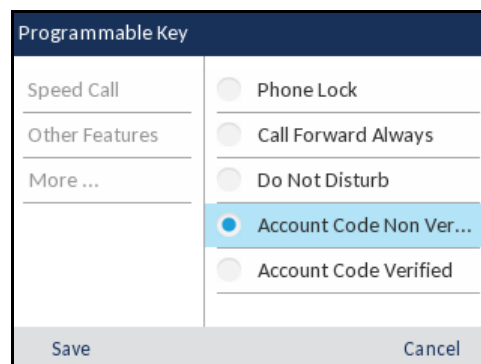 Programmable Key
Speed Call
Other Features
More ...
Phone Lock
Call Forward Always
Do Not Disturb
Account Code Non Ver...
Account Code Verified
Save
Cancel